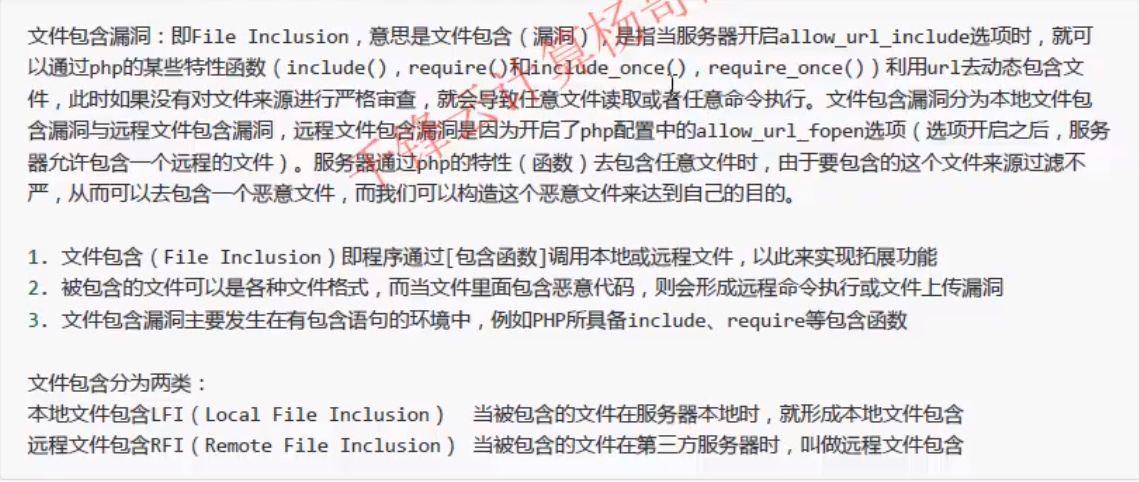 文件包含漏洞：即File Inclusion，意思是文件包含（漏洞），是指当服务器开启allow_url_include选项时，就可
以通过php的某些特性函数（include()，require()和include_once()，require_once()）利用url去动态包含文
件，此时如果没有对文件来源进行严格审查，就会导致任意文件读取或者任意命令执行。文件包含漏洞分为本地文件包
含漏洞与远程文件包含漏洞，远程文件包含漏洞是因为开启了php配置中的allow_url_fopen选项（选项开启之后，服务
器允许包含一个远程的文件）。服务器通过php的特性（函数）去包含任意文件时，由于要包含的这个文件来源过滤不
严，从而可以去包含一个恶意文件，而我们可以构造这个恶意文件来达到自己的目的。
1. 文件包含（File Inclusion）即程序通过[包含函数]调用本地或远程文件，以此来实现拓展功能
2. 被包含的文件可以是各种文件格式，而当文件里面包含恶意代码，则会形成远程命令执行或文件上传漏洞
3. 文件包含漏洞主要发生在有包含语句的环境中，例如PHP所具备include、require等包含函数
文件包含分为两类：
本地文件包含LFI（Local File Inclusion） 当被包含的文件在服务器本地时，就形成本地文件包含
远程文件包含RFI（Remote File Inclusion） 当被包含的文件在第三方服务器时，叫做远程文件包含
千锋云计算杨哥